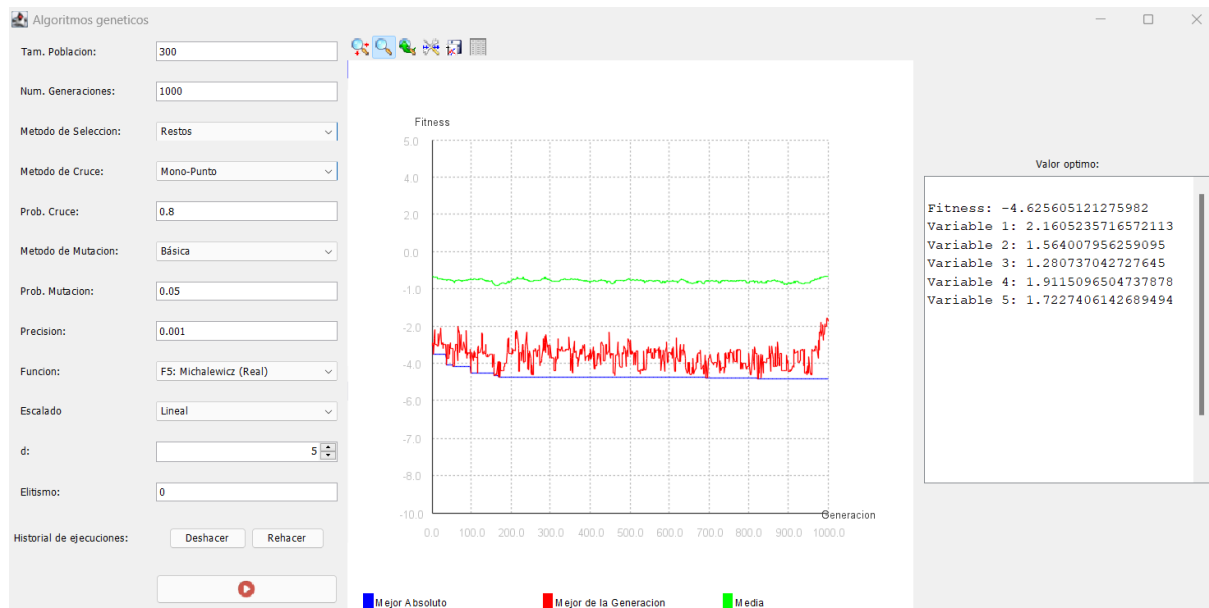 Algoritmos geneticos
Tam. Poblacion: 300
Num. Generaciones: 1000
Metodo de Seleccion: Restos
Metodo de Cruce: Mono-Punto
Prob. Cruce: 0.8
Metodo de Mutacion: Básica
Prob. Mutacion: 0.05
Precision: 0.001
Funcion: F5: Michalewicz (Real)
Escalado Lineal
d: 5
Elitismo: 0
Historial de ejecuciones: Deshacer Rehacer
Fitness
5.0
4.0
2.0
0.0
-1.0
-2.0
-4.0
-6.0
-7.0
-8.0
-10.0
Generacion
0.0 100.0 200.0 300.0 400.0 500.0 600.0 700.0 800.0 900.0 1000.0
Mejor Absoluto Mejor de la Generacion Media
Valor optimo:
Fitness: -4.625605121275982
Variable 1: 2.1605235716572113
Variable 2: 1.564007956259095
Variable 3: 1.280737042727645
Variable 4: 1.9115096504737878
Variable 5: 1.7227406142689494